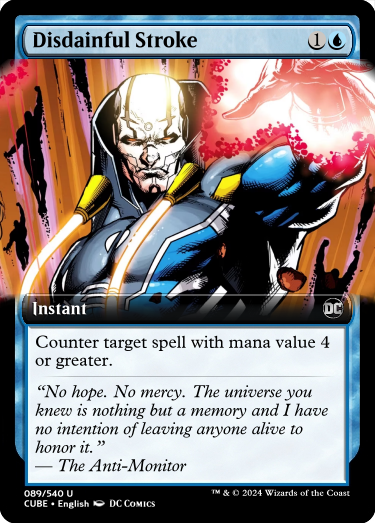 Disdainful Stroke 1
Instant DC
Counter target spell with mana value 4
or greater.
“No hope. No mercy. The universe you
knew is nothing but a memory and I have
no intention of leaving anyone alive to
honor it.”
— The Anti-Monitor
089/540 U ™ & © 2024 Wizards of the Coast
CUBE • English DC COMICS